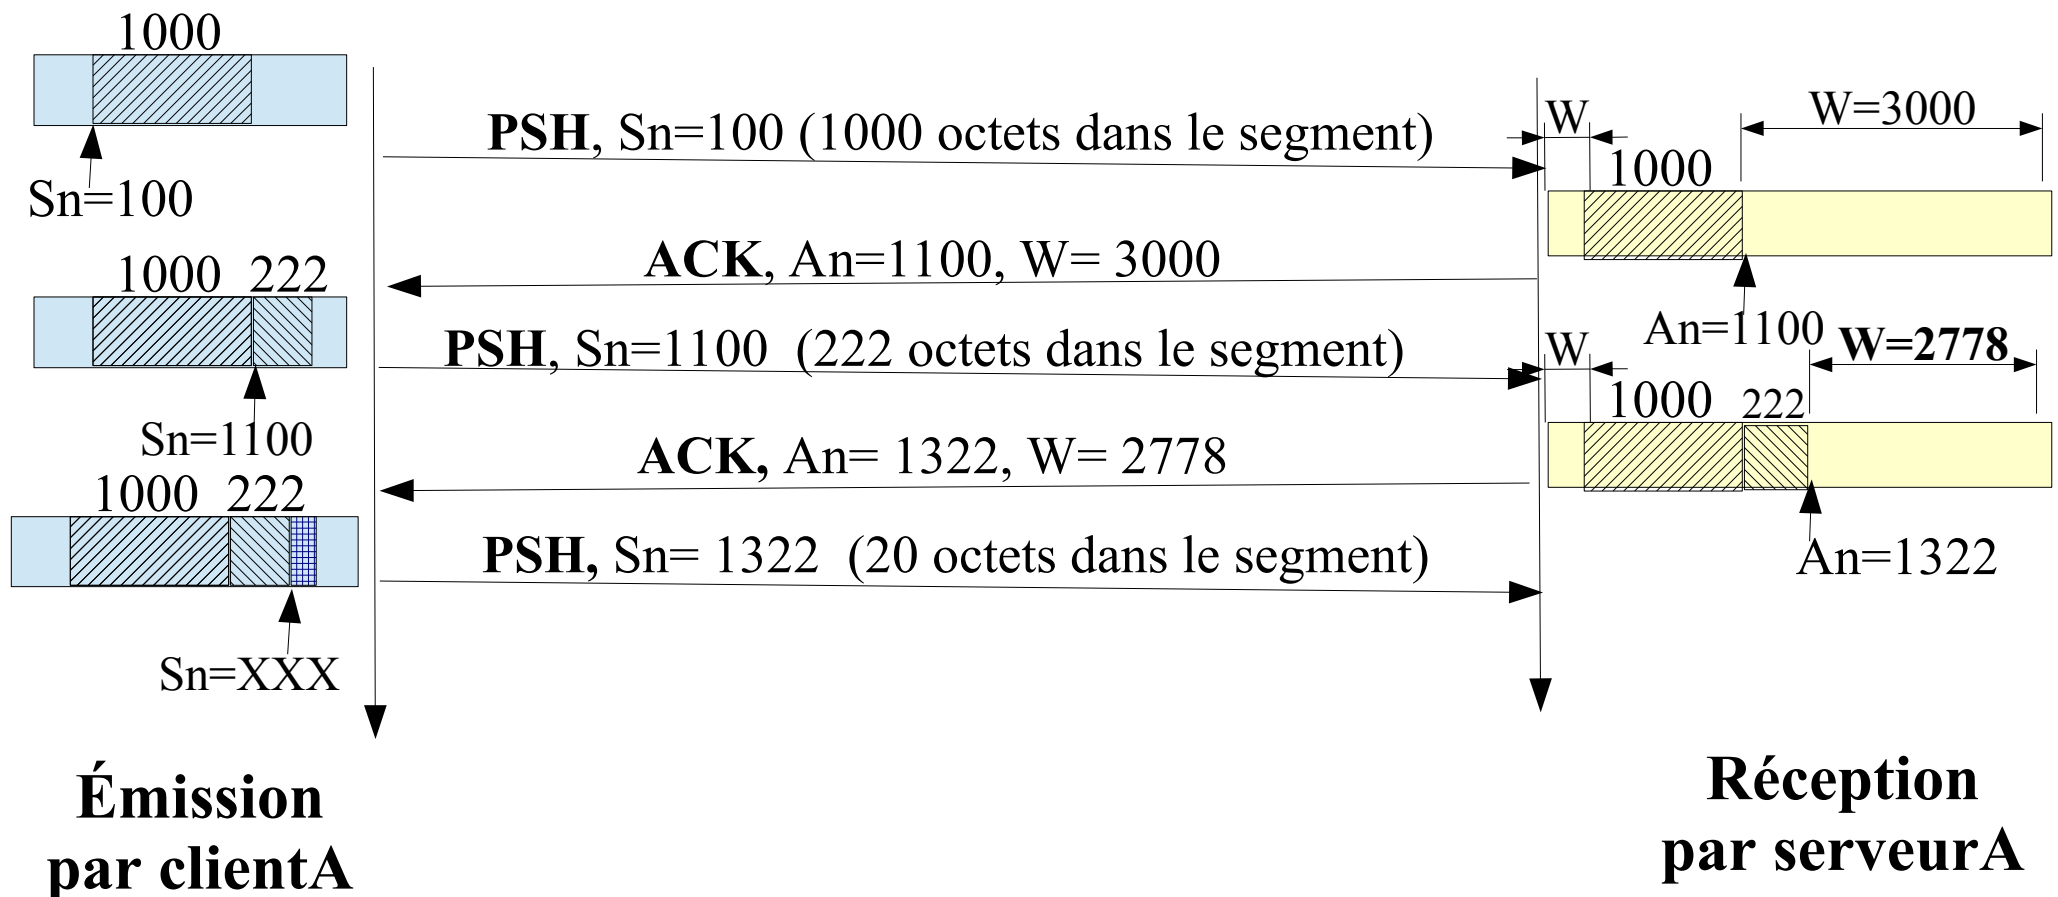 1000
Sn=100
PSH, Sn=100 (1000 octets dans le segment)
W
W=3000
1000
ACK, An=1100, W= 3000
An=1100
1000 222
Sn=1100
PSH, Sn=1100 (222 octets dans le segment)
W
W=2778
1000 222
ACK, An= 1322, W= 2778
An=1322
1000 222
PSH, Sn= 1322 (20 octets dans le segment)
Sn=XXX
Émission
par clientA
Réception
par serveurA